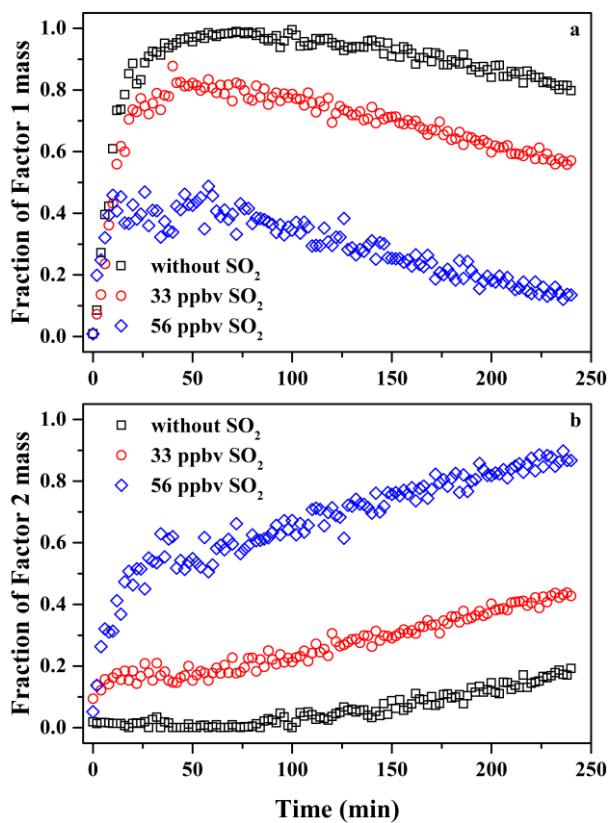 a
1.0
0.8
0.6
0.4
0.2
0.0
Fraction of Factor 1 mass
without SO₂
33 ppbv SO₂
56 ppbv SO₂
0 50 100 150 200 250
b
1.0
0.8
0.6
0.4
0.2
0.0
Fraction of Factor 2 mass
without SO₂
33 ppbv SO₂
56 ppbv SO₂
0 50 100 150 200 250
Time (min)